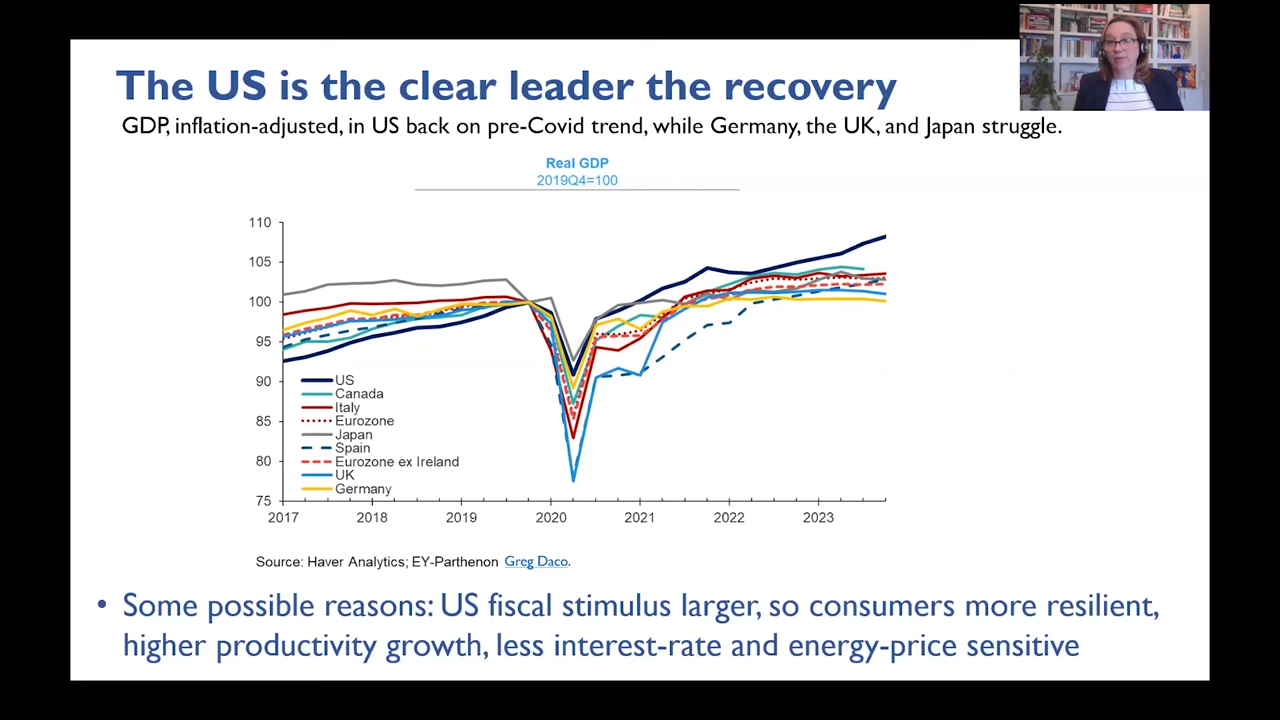 The US is the clear leader the recovery
GDP, inflation-adjusted, in US back on pre-Covid trend, while Germany, the UK, and Japan struggle.
Real GDP
2019Q4=100
110
105
100
95
90
85
80
75
US
Canada
Italy
Eurozone
Japan
Spain
Eurozone ex Ireland
UK
Germany
2017 2018 2019 2020 2021 2022 2023
Source: Haver Analytics; EY-Parthenon Greg Daco.
• Some possible reasons: US fiscal stimulus larger, so consumers more resilient,
higher productivity growth, less interest-rate and energy-price sensitive